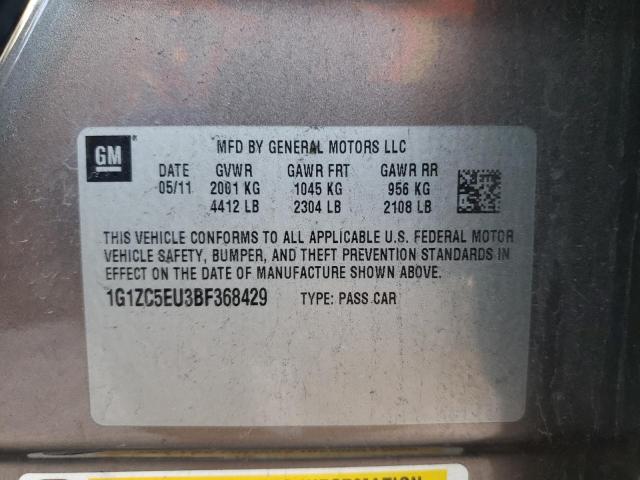 GM
MFD BY GENERAL MOTORS LLC
DATE GVWR GAWR FRT GAWR RR
05/11 2001 KG 1045 KG 956 KG
4412 LB 2304 LB 2108 LB
THIS VEHICLE CONFORMS TO ALL APPLICABLE U.S. FEDERAL MOTOR
VEHICLE SAFETY, BUMPER, AND THEFT PREVENTION STANDARDS IN
EFFECT ON THE DATE OF MANUFACTURE SHOWN ABOVE.
1G1ZC5EU3BF368429 TYPE: PASS CAR
INFORMATION